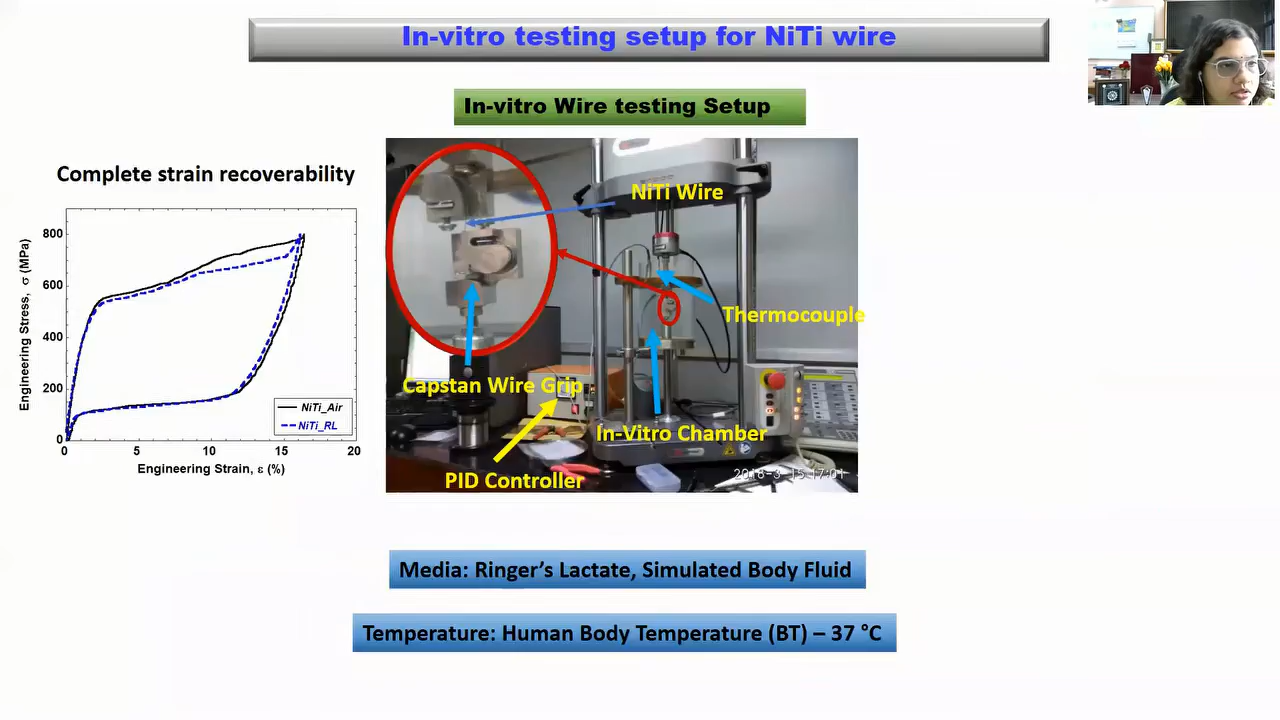 In-vitro testing setup for NiTi wire
In-vitro Wire testing Setup
Complete strain recoverability
Engineering Stress, σ (MPa)
800
600
400
200
0
0
5
10
15
20
Engineering Strain, ε (%)
NiTi_Air
NiTi_RL
NiTi Wire
Thermocouple
Capstan Wire Grip
In-Vitro Chamber
PID Controller
Media: Ringer's Lactate, Simulated Body Fluid
Temperature: Human Body Temperature (BT) – 37 °C